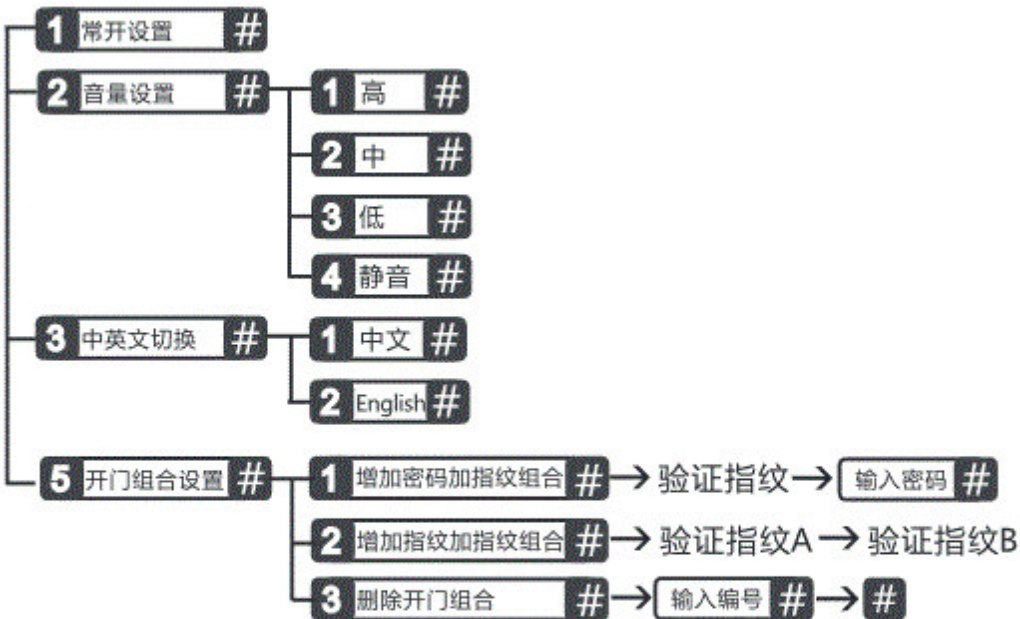 1 常开设置 #
2 音量设置 #
1 高 #
2 中 #
3 低 #
4 静音 #
3 中英文切换 #
1 中文 #
2 English #
5 开门组合设置 #
1 增加密码加指纹组合 # 验证指纹 输入密码 #
2 增加指纹加指纹组合 # 验证指纹A 验证指纹B
3 删除开门组合 # 输入编号 # #